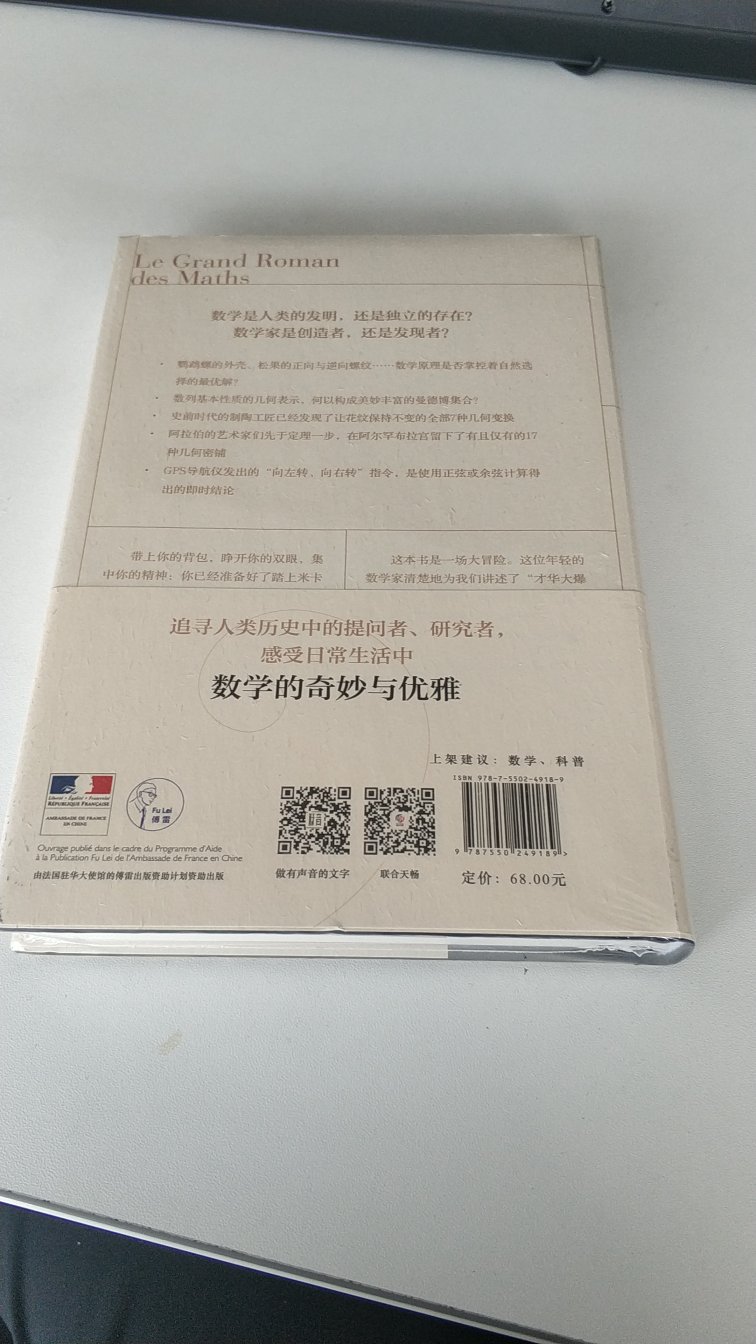 Le Grand Roman
des Maths
数学是人类的发明，还是独立的存在？
数学家是创造者，还是发现者？
· 鹦鹉螺的外壳、松果的正向与逆向螺纹……数学原理是否掌控着自然选
择的最优解？
· 数列基本性质的几何表示，何以构成美妙丰富的曼德博集合？
· 史前时代的制陶工匠已经发现了让花纹保持不变的全部7种几何变换
· 阿拉伯的艺术家们先于定理一步，在阿尔罕布拉宫留下了有且仅有的17
种几何密铺
· GPS导航仪发出的“向左转、向右转”指令，是使用正弦或余弦计算得
出的即时结论
带上你的背包，睁开你的双眼，集
中你的精神：你已经准备好了踏上米卡
这本书是一场大冒险。这位年轻的
数学家清楚地为我们讲述了“才华大爆
追寻人类历史中的提问者、研究者，
感受日常生活中
数学的奇妙与优雅
上架建议：数学、科普
ISBN 978-7-5502-4918-9
9 787550 249189 >
定价：68.00元
Liberté • Égalité • Fraternité
RÉPUBLIQUE FRANÇAISE
AMBASSADE DE FRANCE
EN CHINE
Fu Lei
傅雷
Ouvrage publié dans le cadre du Programme d'Aide
à la Publication Fu Lei de l'Ambassade de France en Chine
由法国驻华大使馆的傅雷出版资助计划资助出版
做有声音的文字
联合天畅